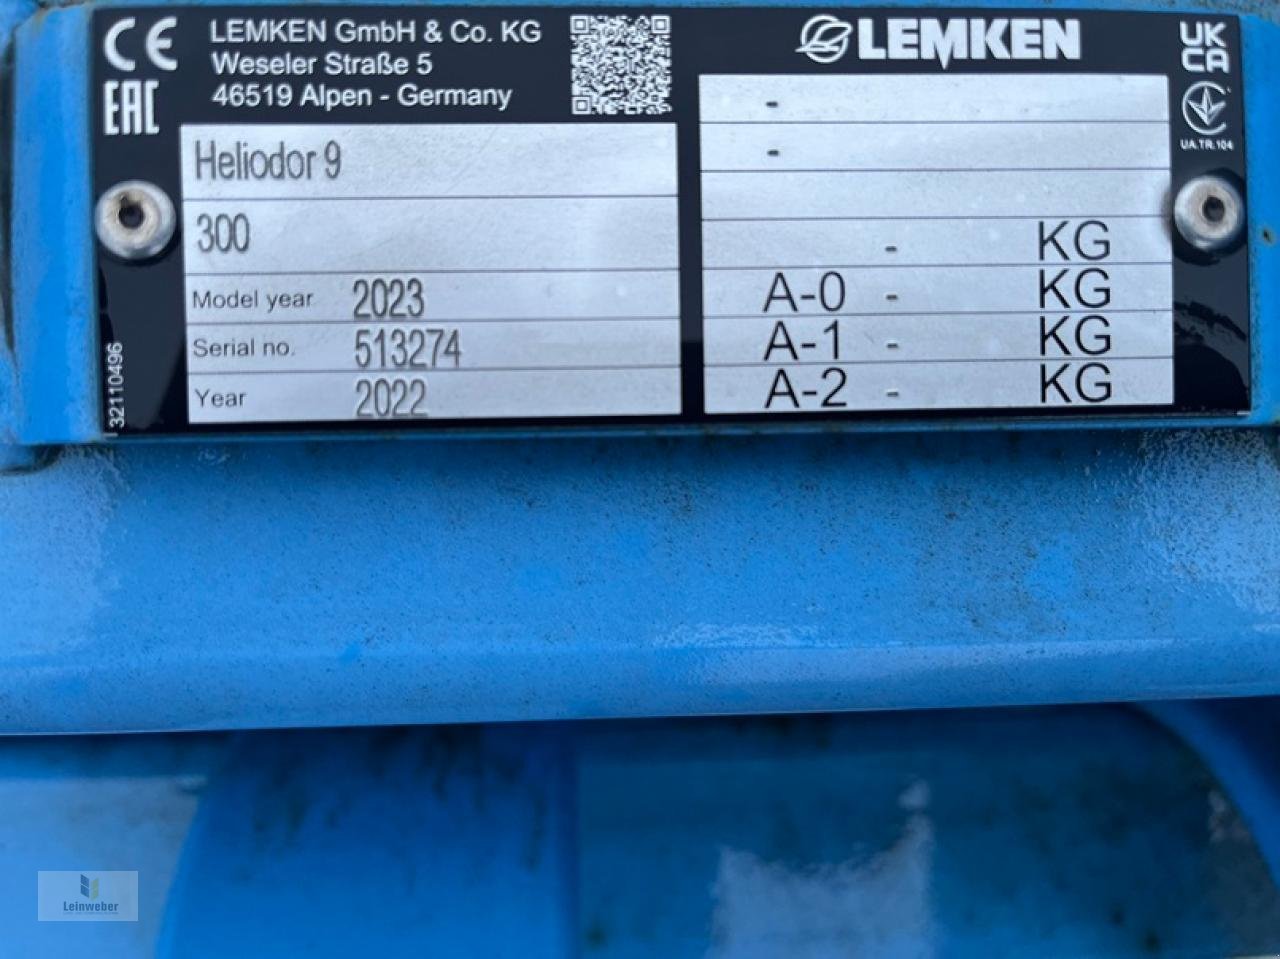 CE
EAC
LEMKEN GmbH & Co. KG
Weseler Straße 5
46519 Alpen - Germany
LEMKEN
UK
CA
UA.TR.104
Heliodor 9
300
Model year 2023
Serial no. 513274
Year 2022
32110496
-
-
- KG
A-0 - KG
A-1 - KG
A-2 - KG
Leinweber